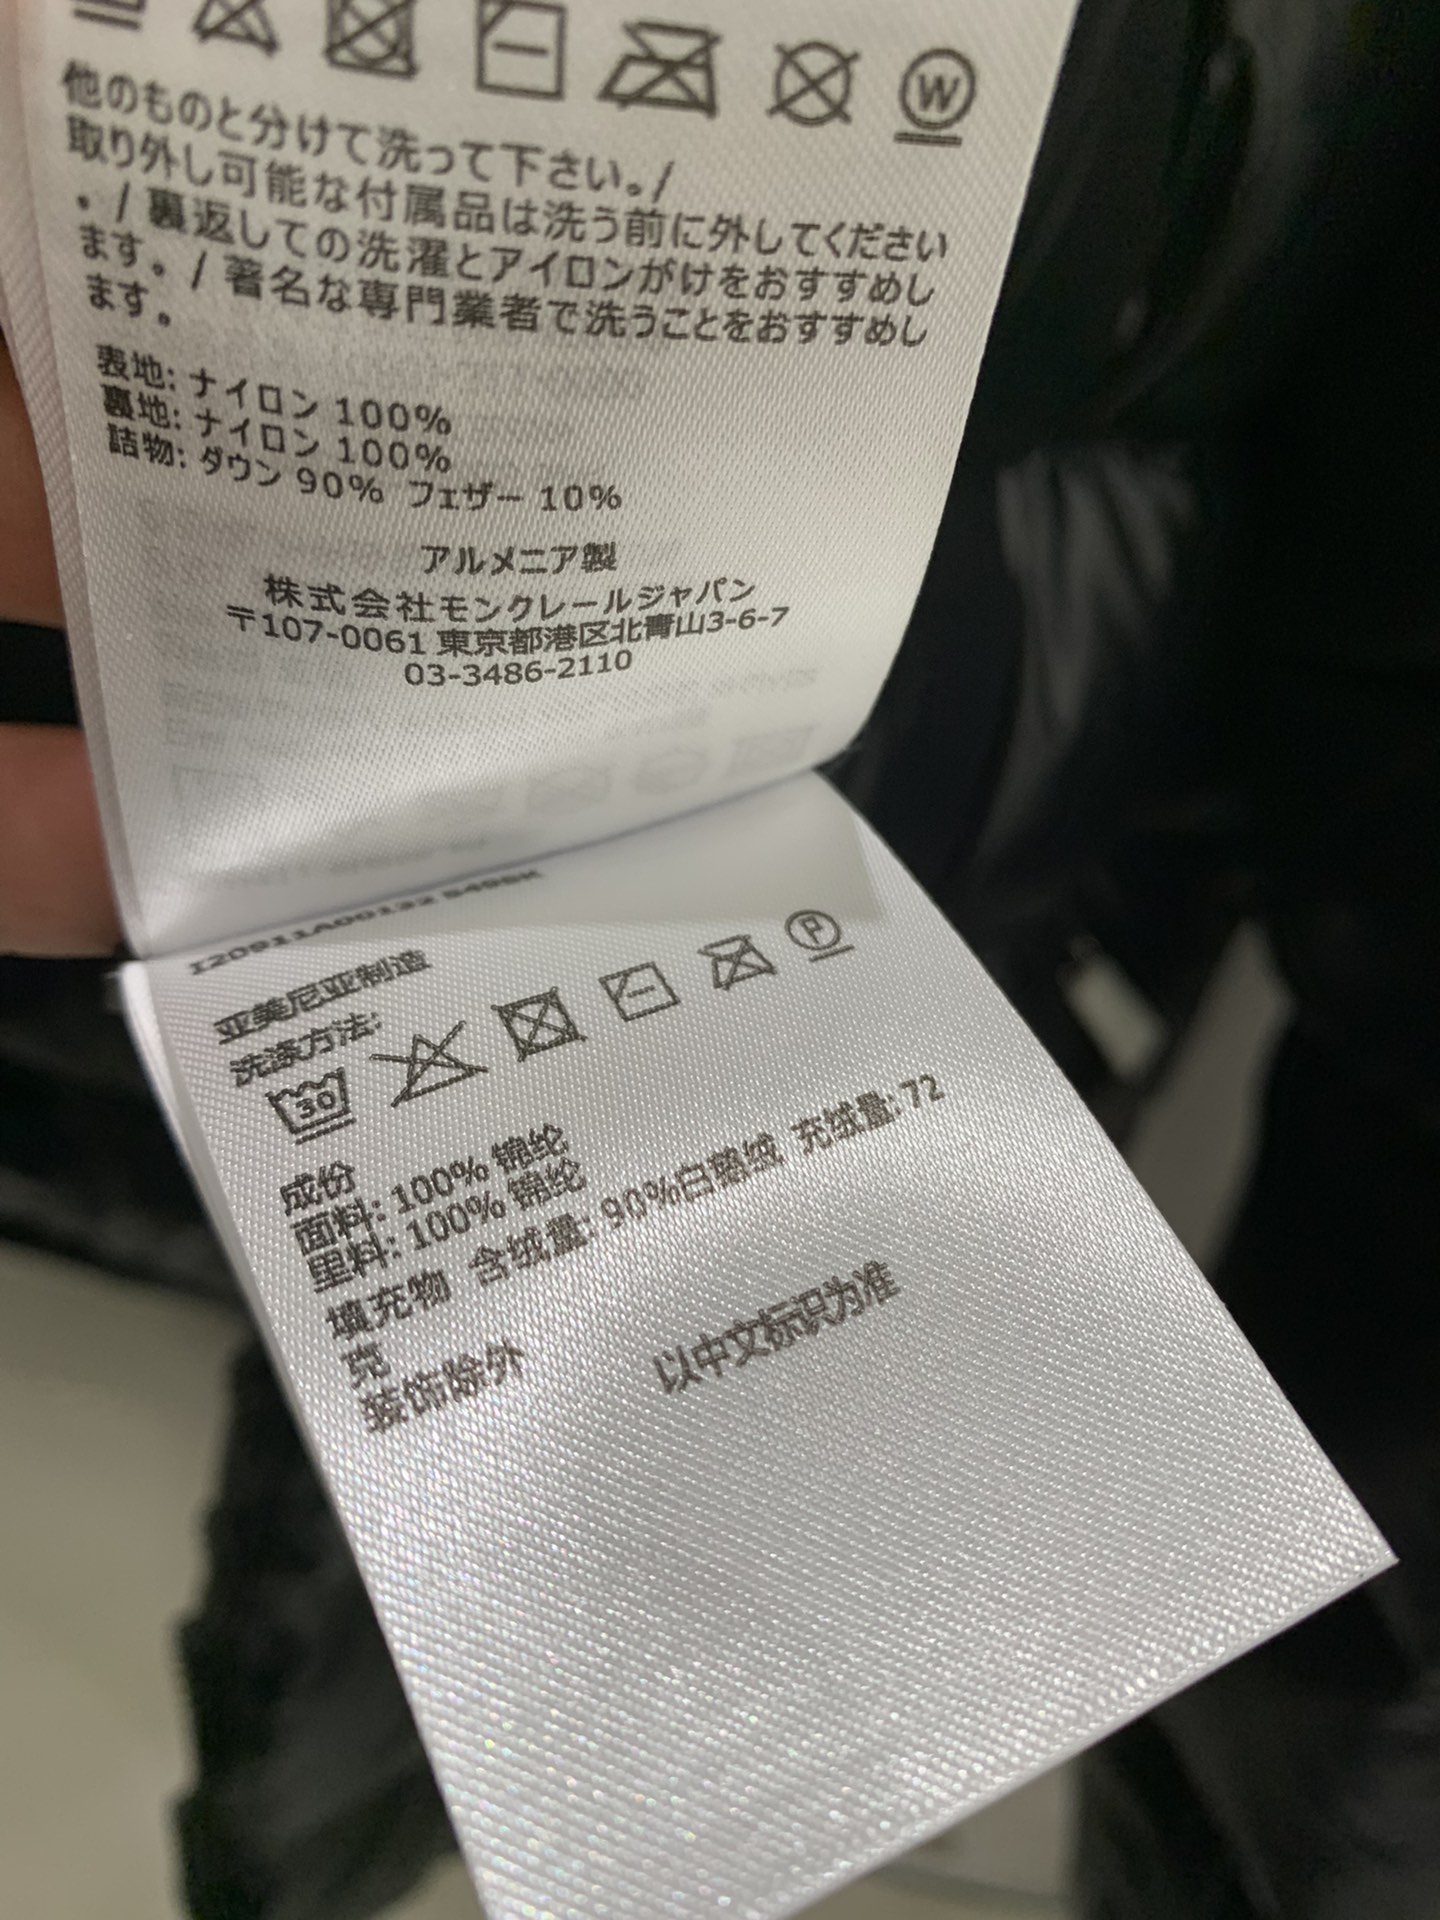 他のものと分けて洗って下さい。/
取り外し可能な付属品は洗う前に外してください
。/ 裏返しての洗濯とアイロンがけをおすすめし
ます。/ 著名な専門業者で洗うことをおすすめし
ます。
表地: ナイロン 100%
裏地: ナイロン 100%
詰物: ダウン 90% フェザー 10%
アルメニア製
株式会社モンクレールジャパン
〒107-0061 東京都港区北青山3-6-7
03-3486-2110
I20911A00132 5496K
亚美尼亚制造
洗涤方法:
30
P
成份
面料: 100% 锦纶
里料: 100% 锦纶
填充物 含绒量: 90%白鹅绒 充绒量: 72
克
装饰除外
以中文标识为准
W